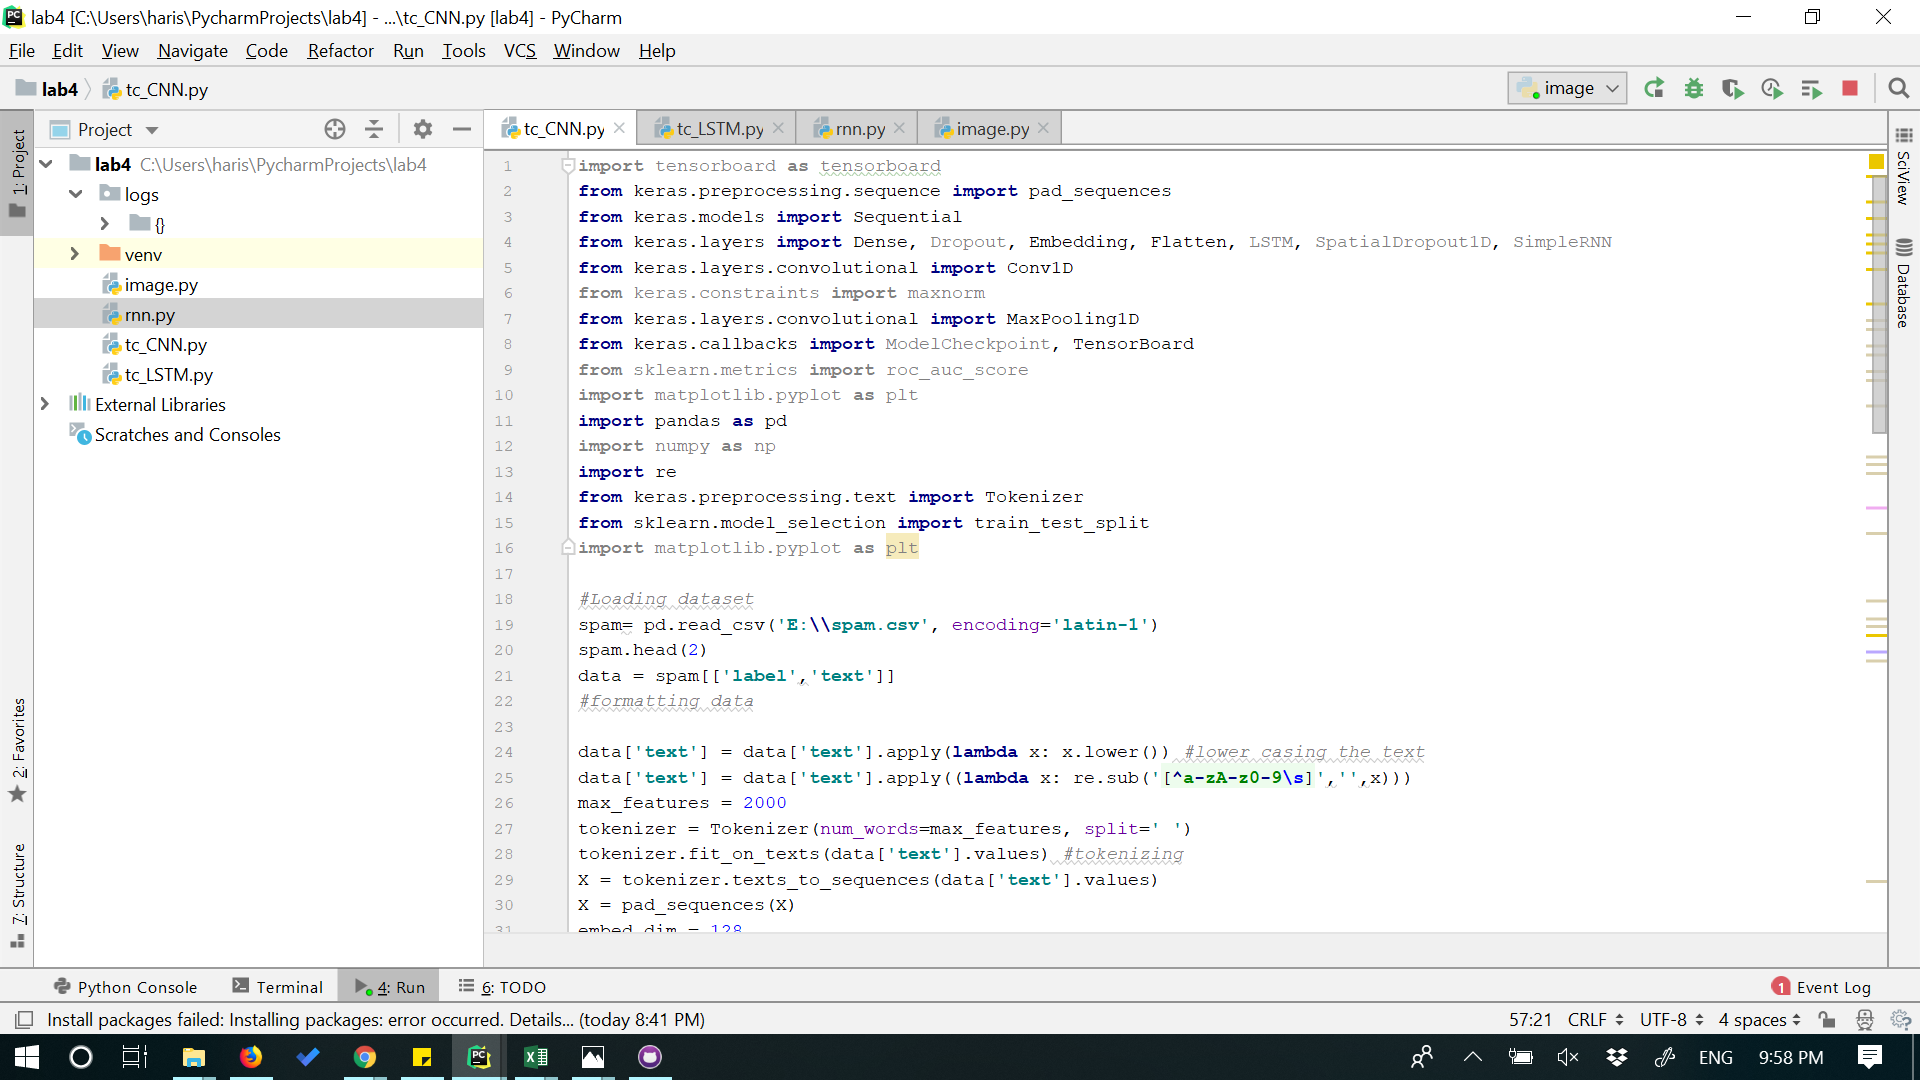 lab4 [C:\Users\haris\PycharmProjects\lab4] - ...\tc_CNN.py [lab4] - PyCharm
File Edit View Navigate Code Refactor Run Tools VCS Window Help
lab4 tc_CNN.py image
Project
tc_CNN.py tc_LSTM.py rnn.py image.py
1: Project
2: Favorites
7: Structure
lab4 C:\Users\haris\PycharmProjects\lab4
logs
{}
venv
image.py
rnn.py
tc_CNN.py
tc_LSTM.py
External Libraries
Scratches and Consoles
1 import tensorboard as tensorboard
2 from keras.preprocessing.sequence import pad_sequences
3 from keras.models import Sequential
4 from keras.layers import Dense, Dropout, Embedding, Flatten, LSTM, SpatialDropout1D, SimpleRNN
5 from keras.layers.convolutional import Conv1D
6 from keras.constraints import maxnorm
7 from keras.layers.convolutional import MaxPooling1D
8 from keras.callbacks import ModelCheckpoint, TensorBoard
9 from sklearn.metrics import roc_auc_score
10 import matplotlib.pyplot as plt
11 import pandas as pd
12 import numpy as np
13 import re
14 from keras.preprocessing.text import Tokenizer
15 from sklearn.model_selection import train_test_split
16 import matplotlib.pyplot as plt
17
18 #Loading dataset
19 spam= pd.read_csv('E:\\spam.csv', encoding='latin-1')
20 spam.head(2)
21 data = spam[['label','text']]
22 #formatting data
23
24 data['text'] = data['text'].apply(lambda x: x.lower()) #lower casing the text
25 data['text'] = data['text'].apply((lambda x: re.sub('[^a-zA-z0-9\s]','',x)))
26 max_features = 2000
27 tokenizer = Tokenizer(num_words=max_features, split=' ')
28 tokenizer.fit_on_texts(data['text'].values) #tokenizing
29 X = tokenizer.texts_to_sequences(data['text'].values)
30 X = pad_sequences(X)
31 embed_dim = 128
SciView
Database
Python Console Terminal 4: Run 6: TODO 1 Event Log
Install packages failed: Installing packages: error occurred. Details... (today 8:41 PM) 57:21 CRLF UTF-8 4 spaces
ENG 9:58 PM